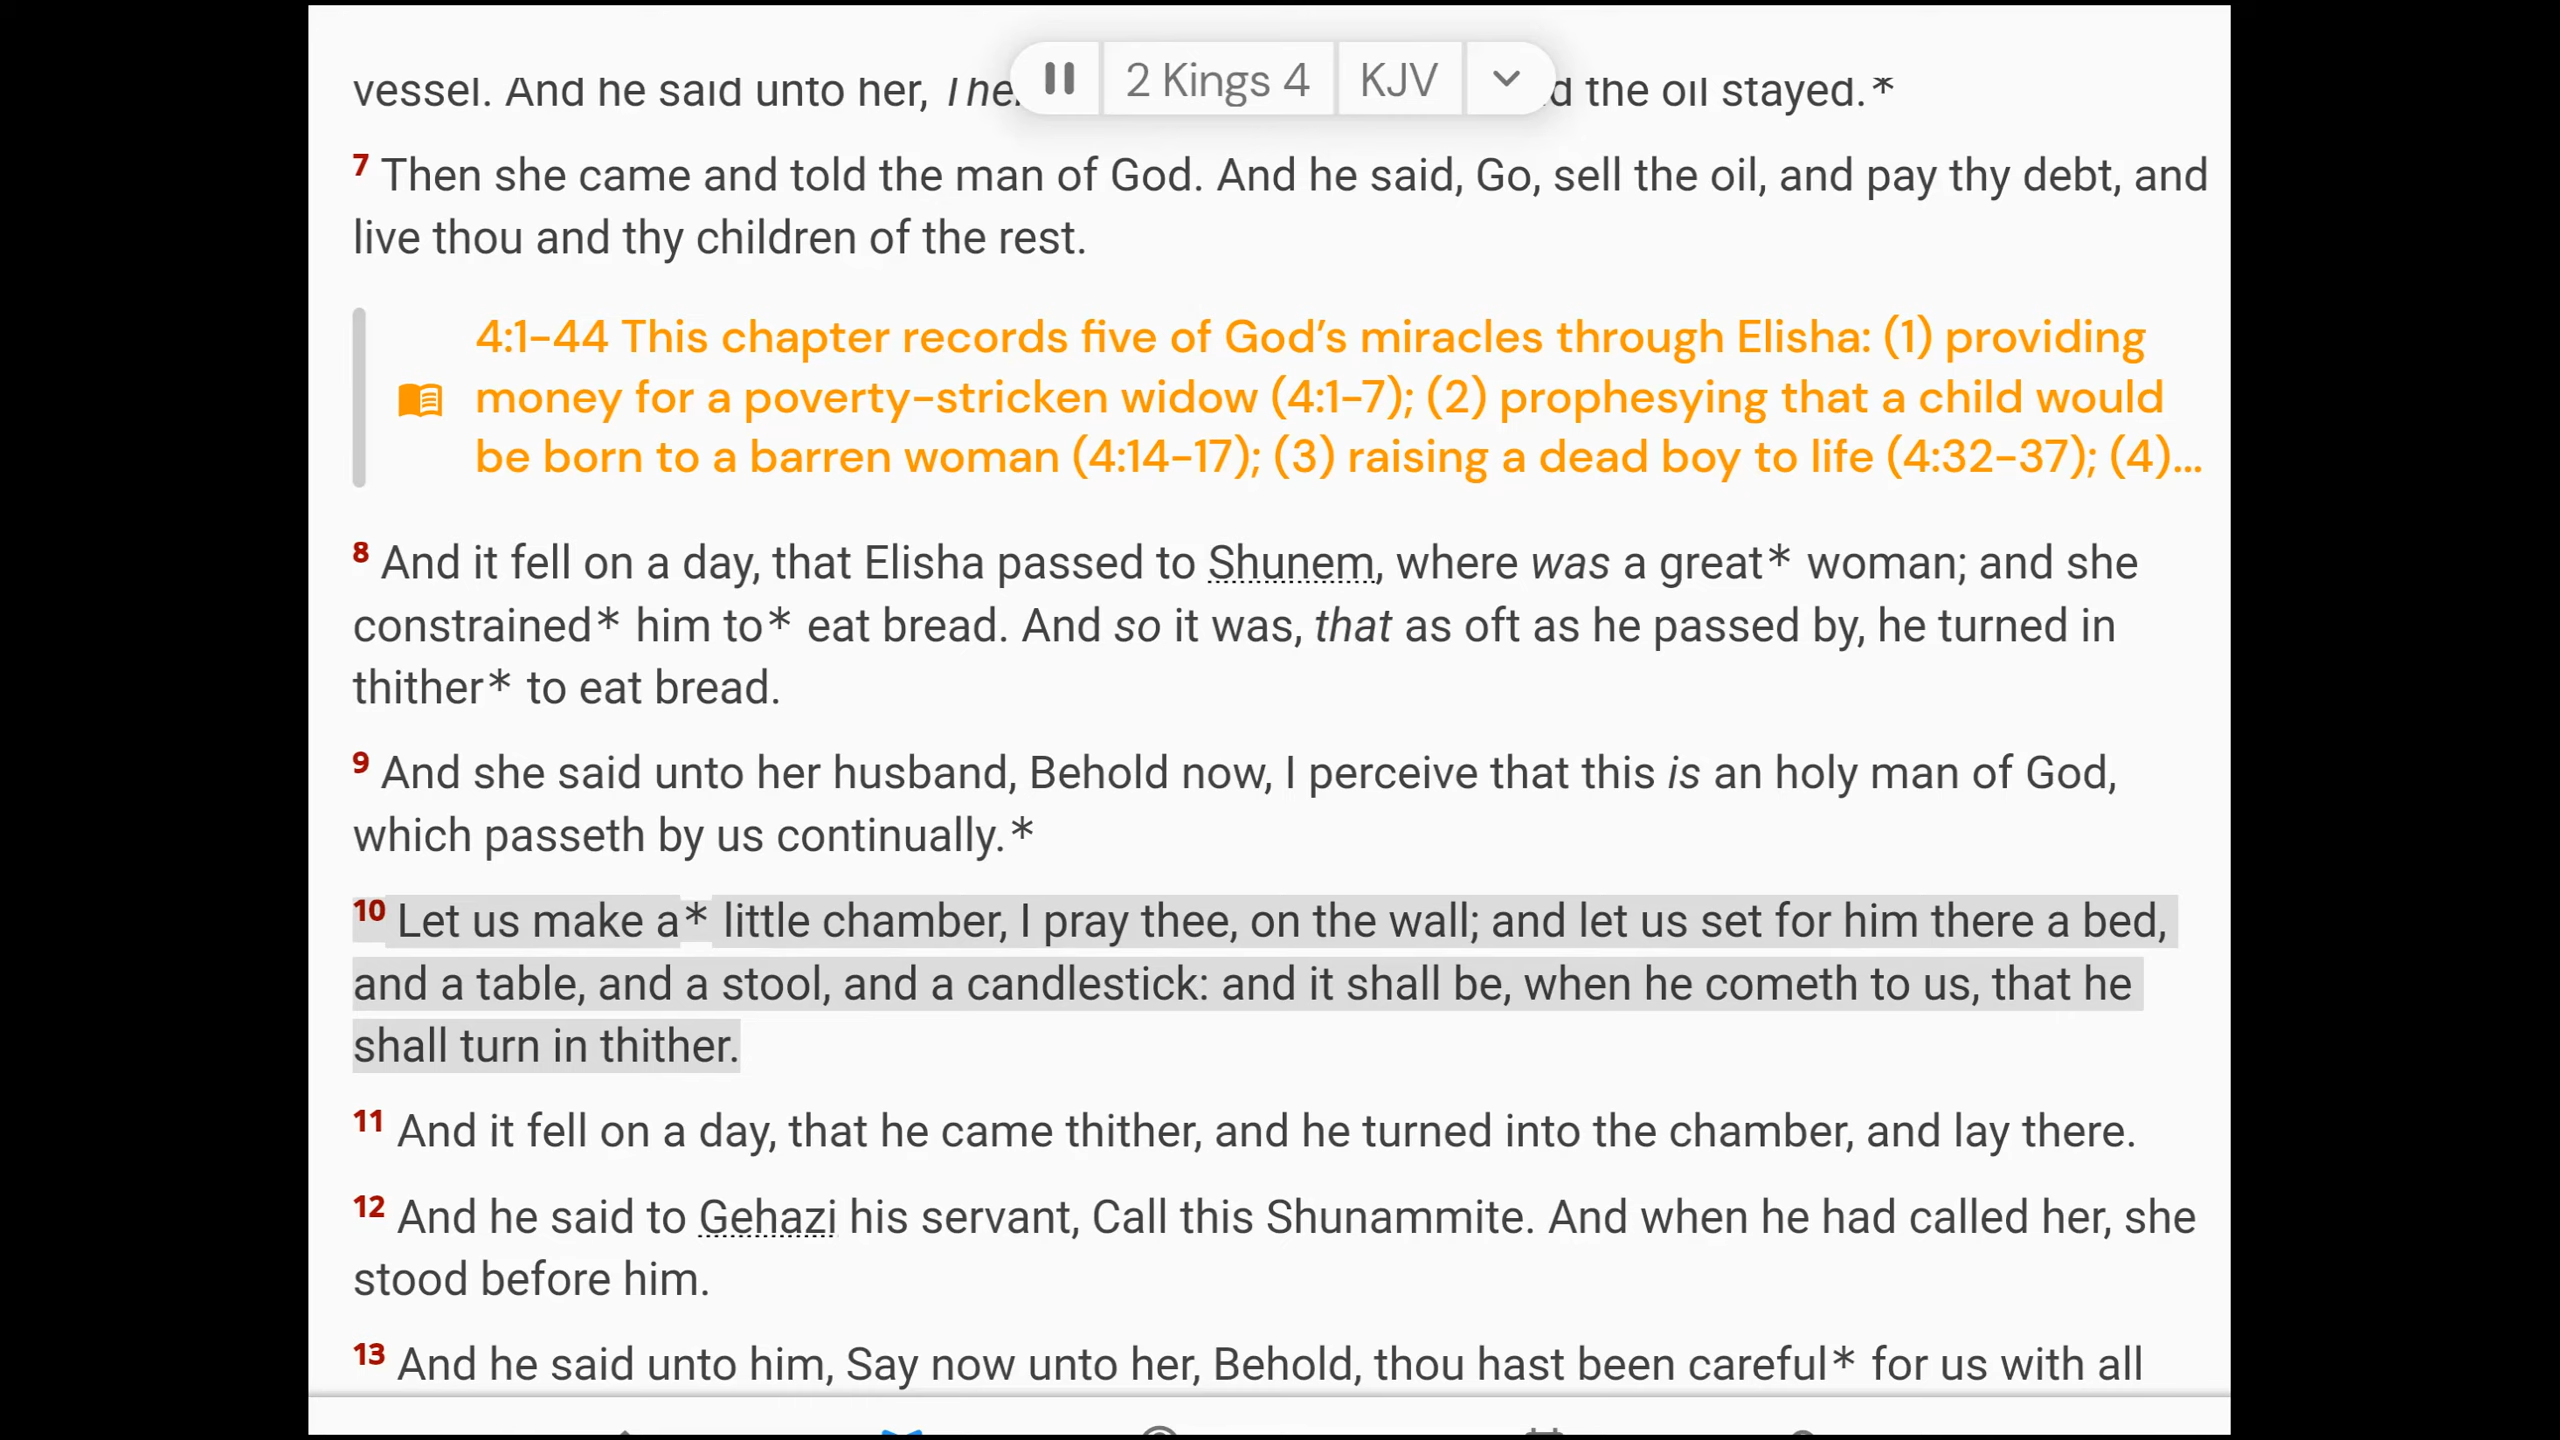 vessel. And he said unto her, d the oil stayed.*
2 Kings 4 KJV
7 Then she came and told the man of God. And he said, Go, sell the oil, and pay thy debt, and
live thou and thy children of the rest.
4:1–44 This chapter records five of God’s miracles through Elisha: (1) providing
money for a poverty-stricken widow (4:1–7); (2) prophesying that a child would
be born to a barren woman (4:14–17); (3) raising a dead boy to life (4:32–37); (4)...
8 And it fell on a day, that Elisha passed to Shunem, where was a great* woman; and she
constrained* him to* eat bread. And so it was, that as oft as he passed by, he turned in
thither* to eat bread.
9 And she said unto her husband, Behold now, I perceive that this is an holy man of God,
which passeth by us continually.*
10 Let us make a* little chamber, I pray thee, on the wall; and let us set for him there a bed,
and a table, and a stool, and a candlestick: and it shall be, when he cometh to us, that he
shall turn in thither.
11 And it fell on a day, that he came thither, and he turned into the chamber, and lay there.
12 And he said to Gehazi his servant, Call this Shunammite. And when he had called her, she
stood before him.
13 And he said unto him, Say now unto her, Behold, thou hast been careful* for us with all